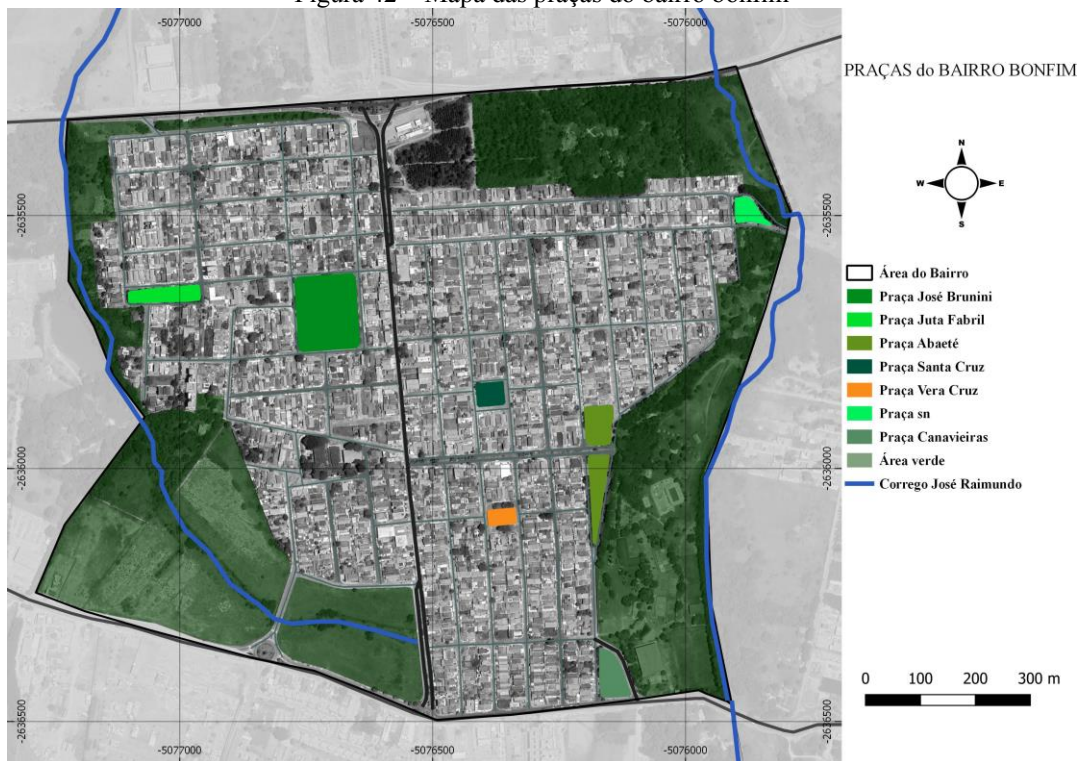 Figura 42 – Mapa das praças do bairro bonfim
-5077000
-5076500
-5076000
PRAÇAS do BAIRRO BONFIM
N
W
E
S
-2635500
-2635500
Área do Bairro
Praça José Brunini
Praça Juta Fabril
Praça Abaeté
Praça Santa Cruz
Praça Vera Cruz
Praça sn
Praça Canavieiras
Área verde
Corrego José Raimundo
-2636000
-2636000
0 100 200 300 m
-2636500
-2636500
-5077000
-5076500
-5076000